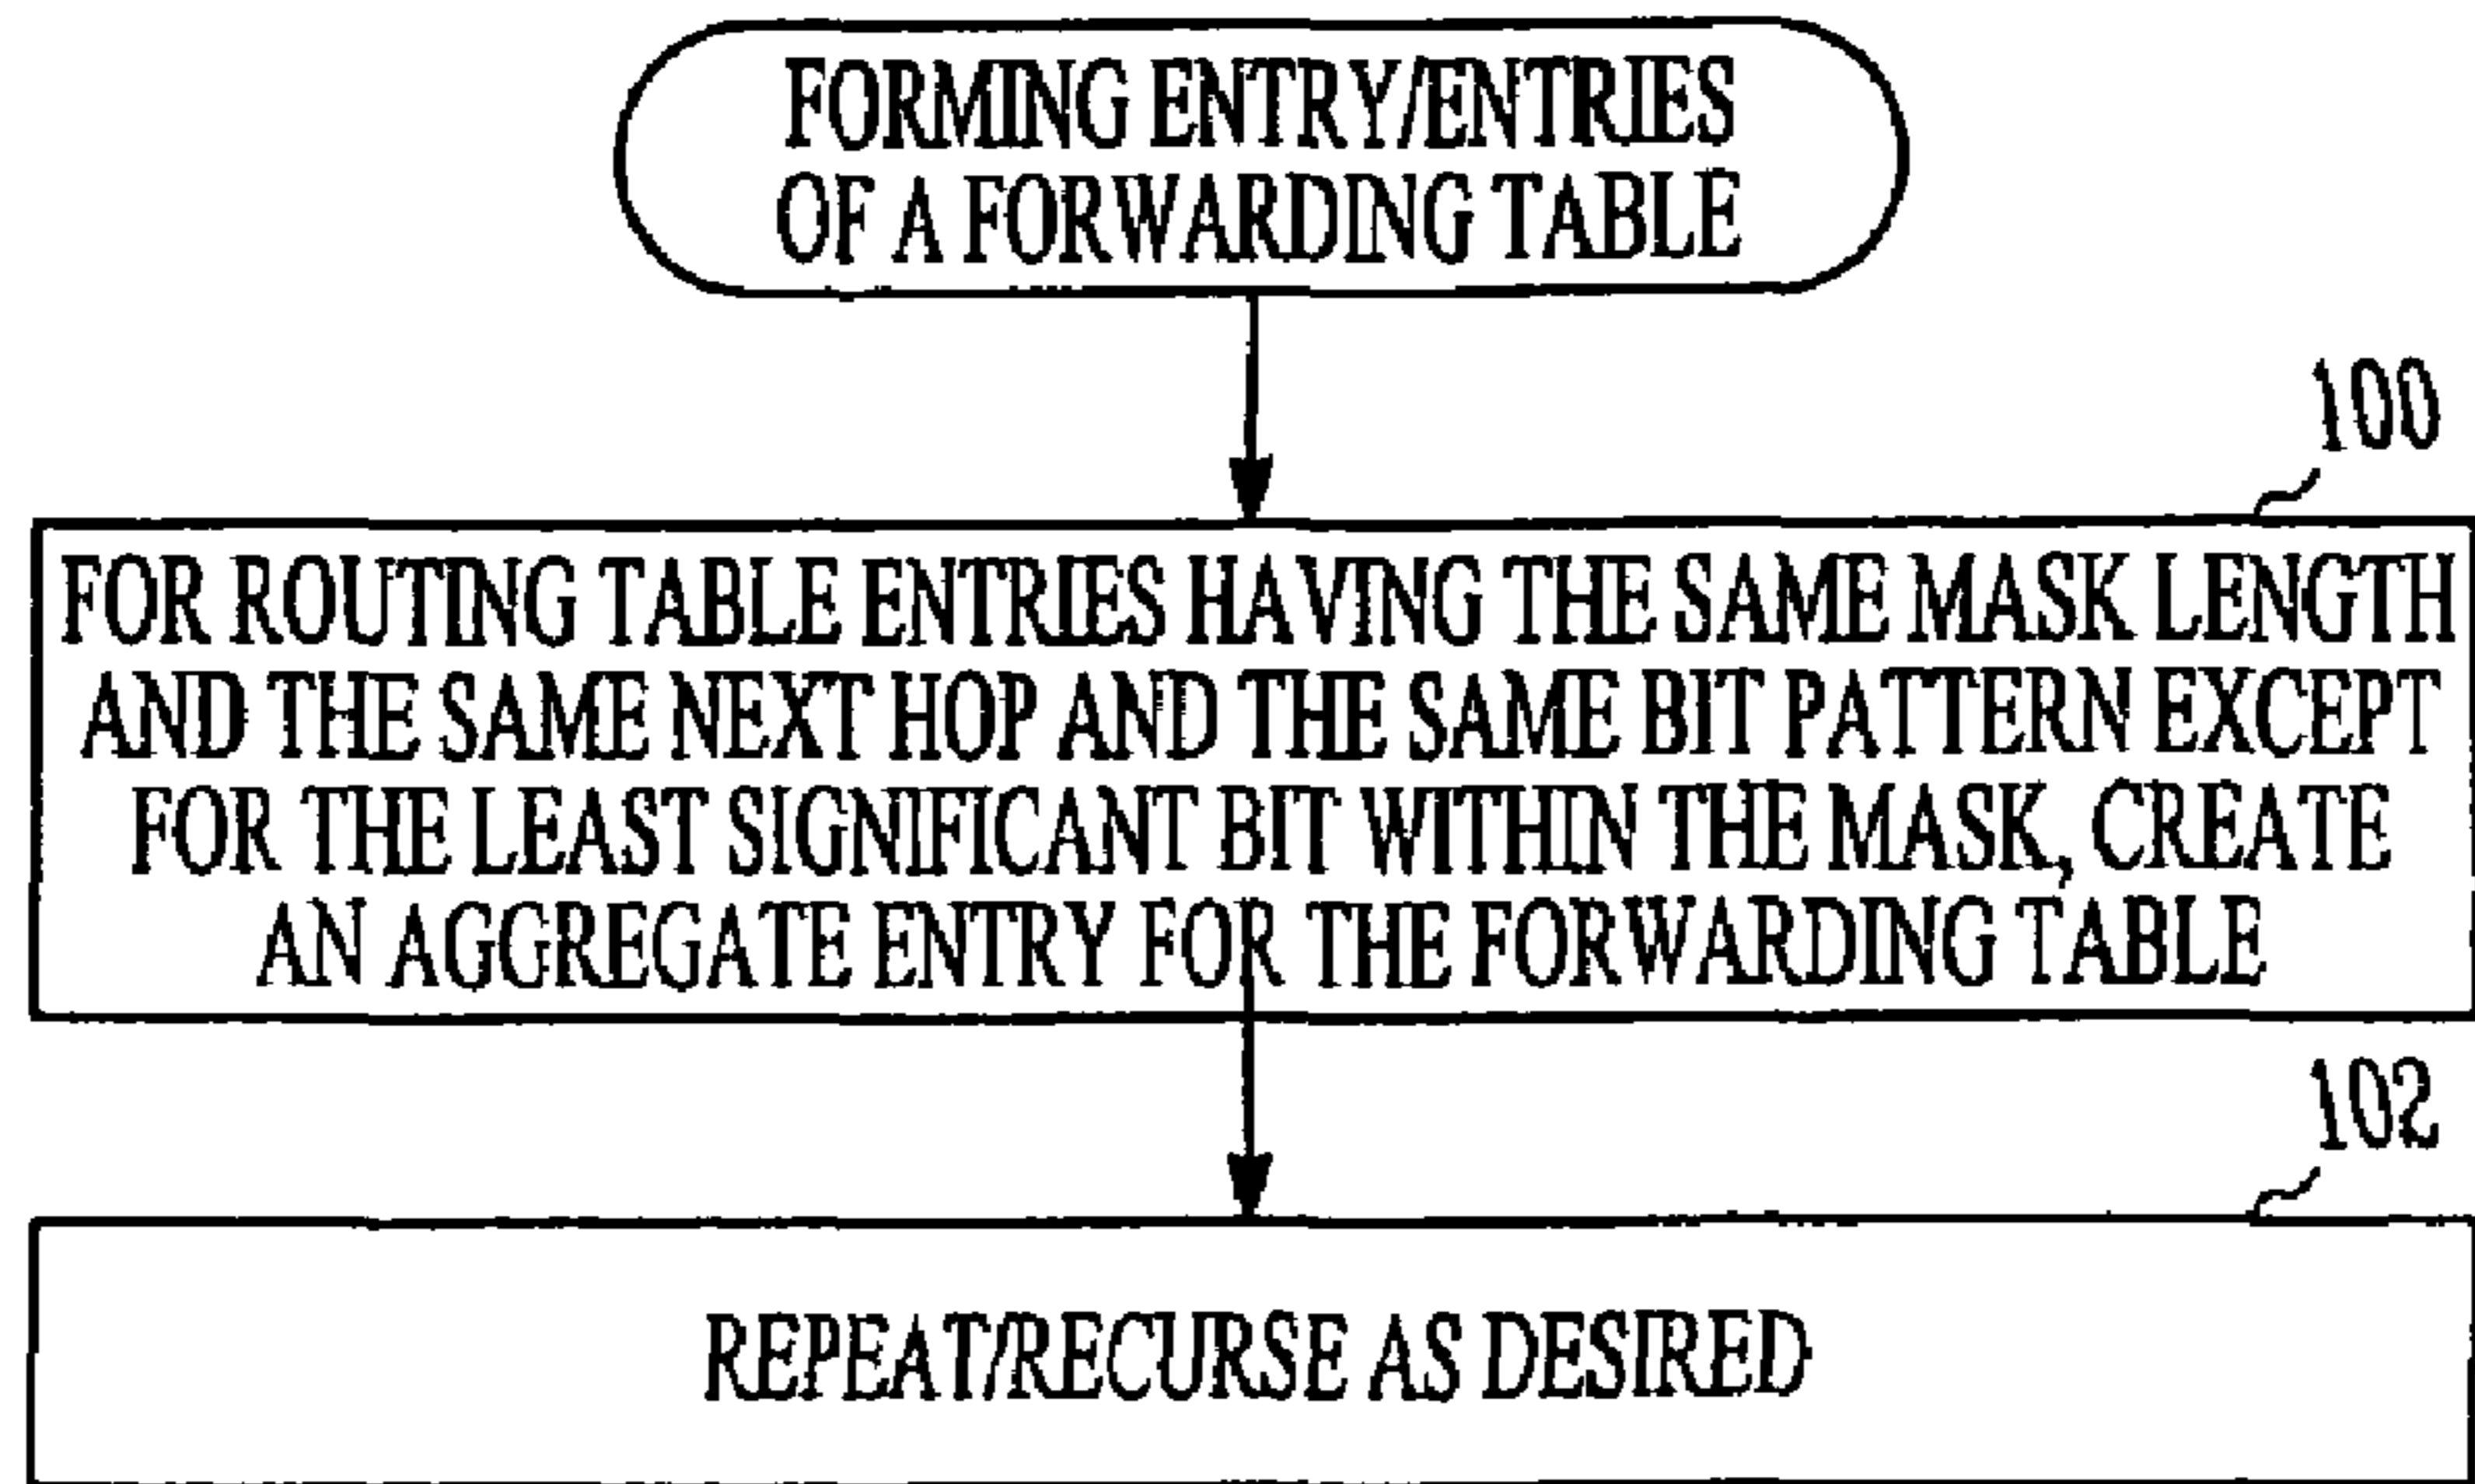 FORMING ENTRY/ENTRIES
OF A FORWARDING TABLE
100
FOR ROUTING TABLE ENTRIES HAVING THE SAME MASK LENGTH
AND THE SAME NEXT HOP AND THE SAME BIT PATTERN EXCEPT
FOR THE LEAST SIGNIFICANT BIT WITHIN THE MASK, CREATE
AN AGGREGATE ENTRY FOR THE FORWARDING TABLE
102
REPEAT/RECURSE AS DESIRED